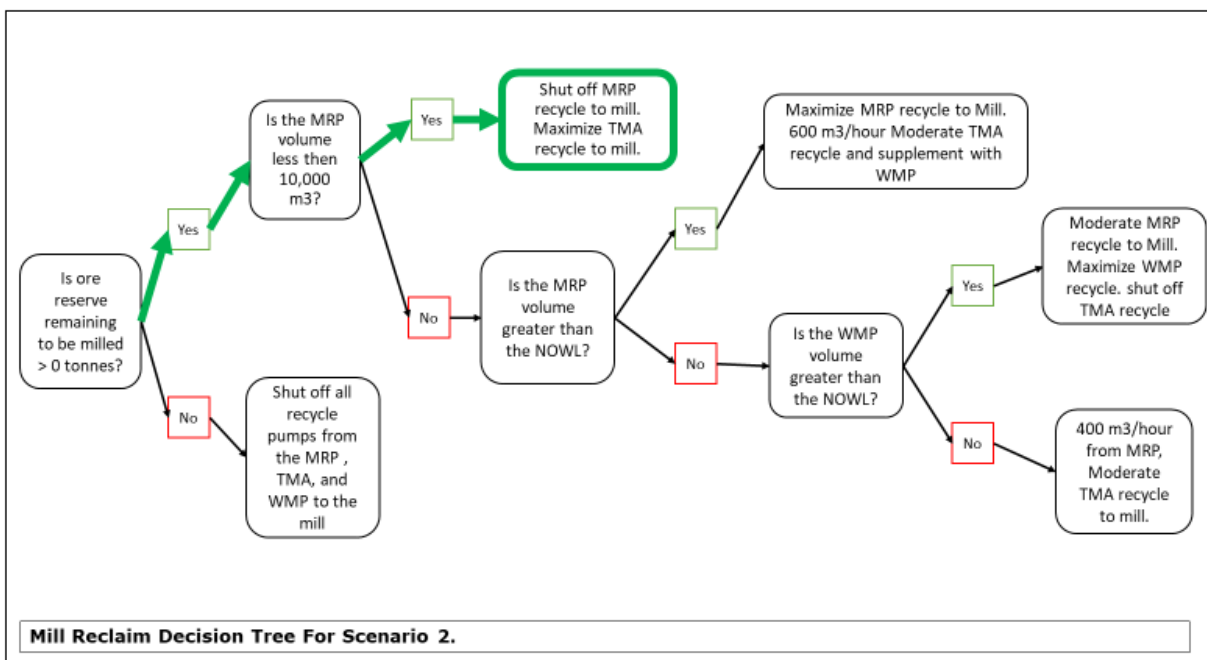 Is ore
reserve
remaining
to be milled
> 0 tonnes?
Yes
No
Is the MRP
volume
less then
10,000
m3?
Shut off all
recycle
pumps from
the MRP ,
TMA, and
WMP to the
mill
Yes
No
Shut off MRP
recycle to mill.
Maximize TMA
recycle to mill.
Is the MRP
volume
greater than
the NOWL?
Yes
No
Maximize MRP recycle to Mill.
600 m3/hour Moderate TMA
recycle and supplement with
WMP
Is the WMP
volume
greater than
the NOWL?
Yes
No
Moderate MRP
recycle to Mill.
Maximize WMP
recycle. shut off
TMA recycle
400 m3/hour
from MRP,
Moderate
TMA recycle
to mill.
Mill Reclaim Decision Tree For Scenario 2.